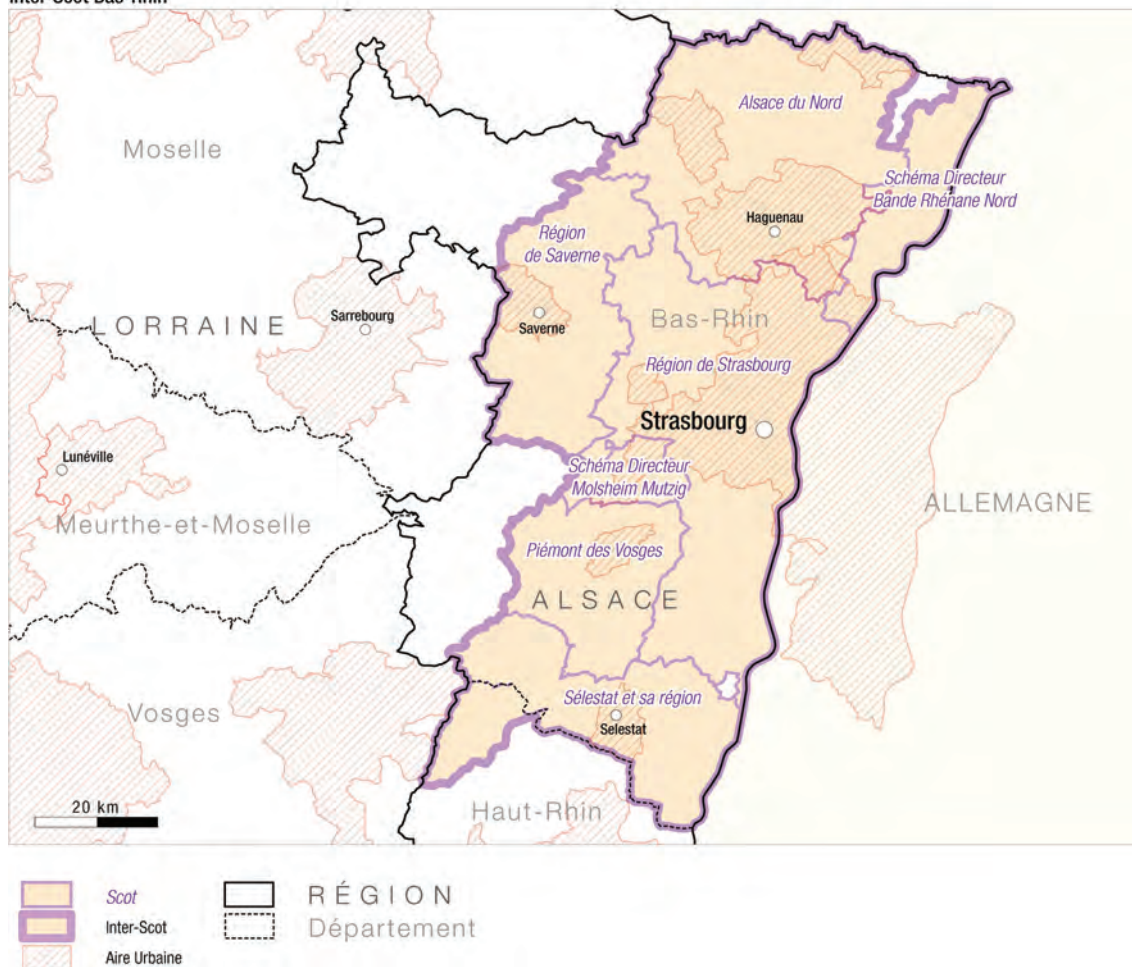 Inter-Scot Bas-Rhin
Moselle
Alsace du Nord
Schéma Directeur
Bande Rhénane Nord
Haguenau
Région
de Saverne
LORRAINE
Sarrebourg
Saverne
Bas-Rhin
Région de Strasbourg
Strasbourg
Lunéville
Schéma Directeur
Molsheim Mutzig
ALLEMAGNE
Meurthe-et-Moselle
Piémont des Vosges
ALSACE
Vosges
Sélestat et sa région
Selestat
20 km
Haut-Rhin
Scot
Inter-Scot
Aire Urbaine
RÉGION
Département